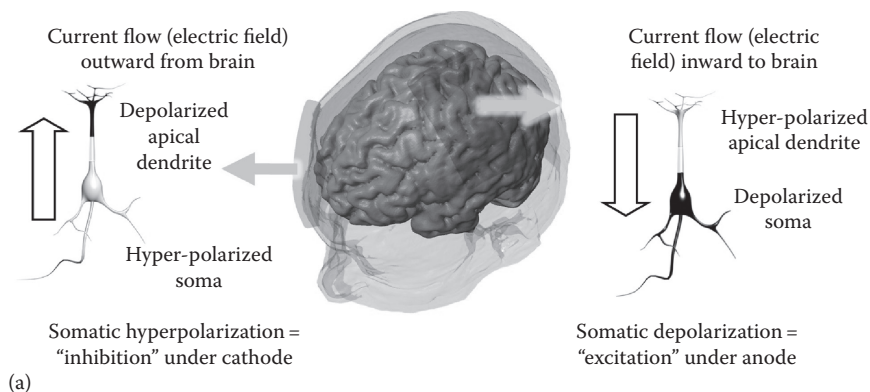 Current flow (electric field)
outward from brain
Depolarized
apical
dendrite
Hyper-polarized
soma
Somatic hyperpolarization =
“inhibition” under cathode
Current flow (electric
field) inward to brain
Hyper-polarized
apical dendrite
Depolarized
soma
Somatic depolarization =
“excitation” under anode
(a)